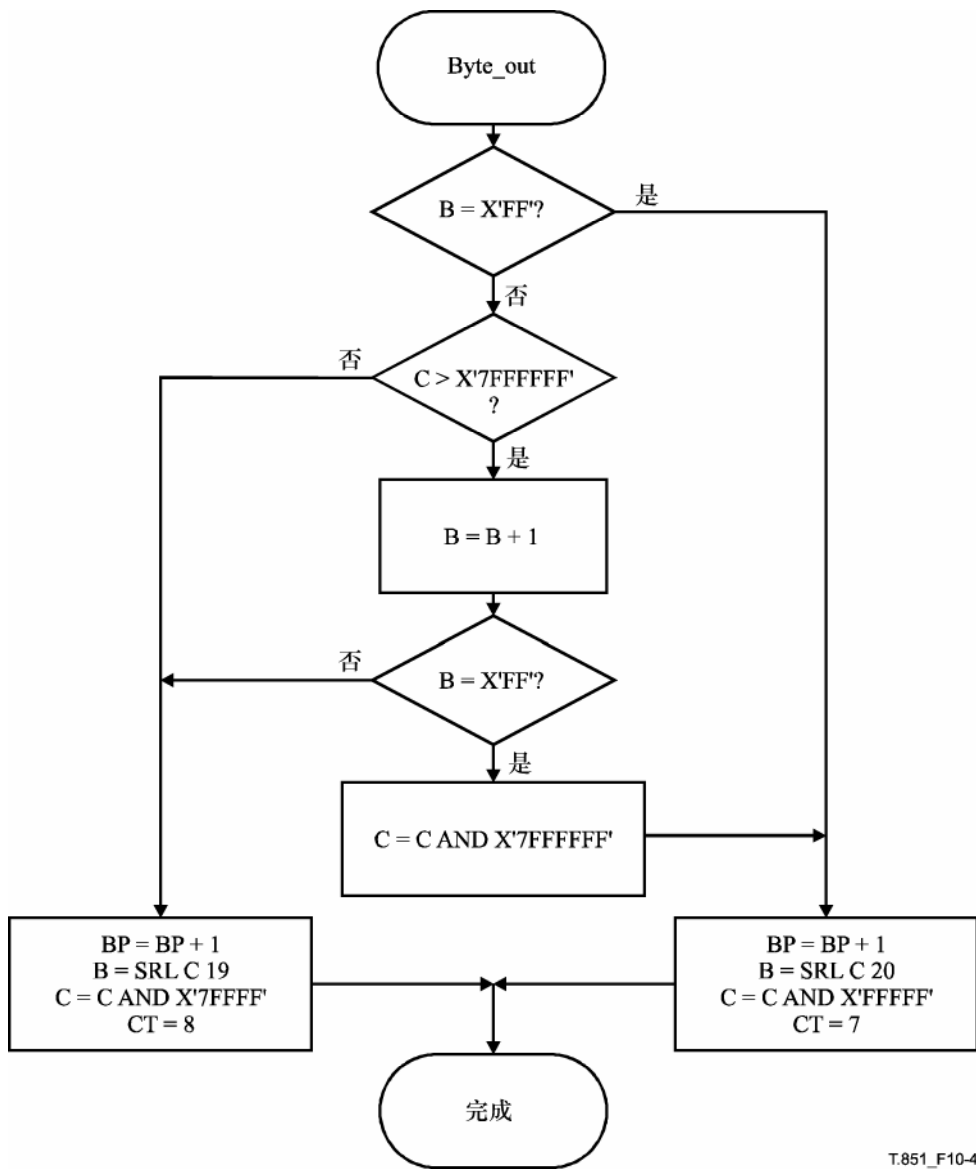 Byte_out
B = X'FF'?
是
否
否
C > X'7FFFFFF'
?
是
B = B + 1
否
B = X'FF'?
是
C = C AND X'7FFFFFF'
BP = BP + 1
B = SRL C 19
C = C AND X'7FFFF'
CT = 8
BP = BP + 1
B = SRL C 20
C = C AND X'FFFFF'
CT = 7
完成
T.851_F10-4